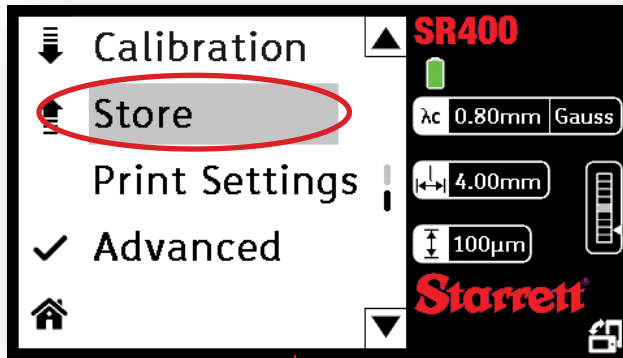 Calibration
Store
Print Settings
Advanced
SR400
λc 0.80mm Gauss
4.00mm
100μm
Starrett